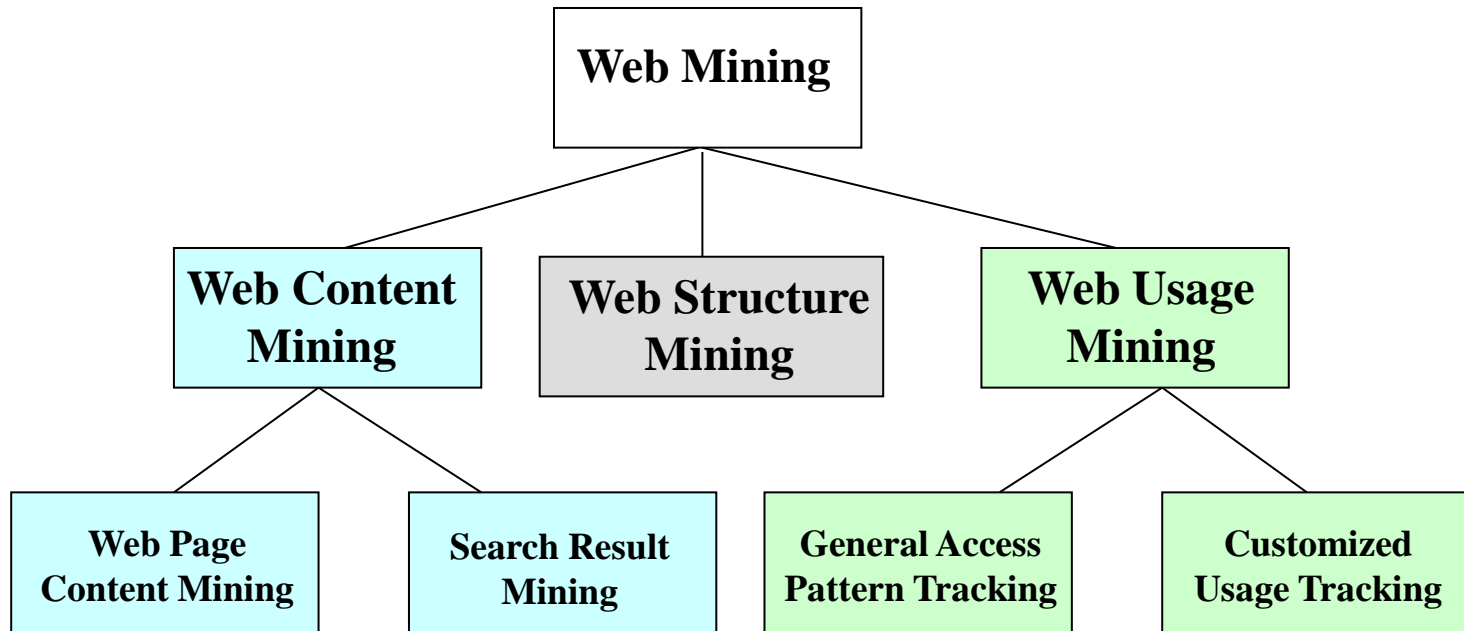 Web Mining
Web Content
Mining
Web Structure
Mining
Web Usage
Mining
Web Page
Content Mining
Search Result
Mining
General Access
Pattern Tracking
Customized
Usage Tracking